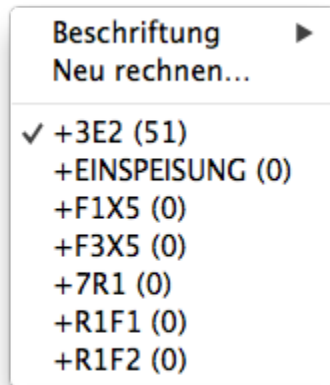 Beschriftung
Neu rechnen...
+3E2 (51)
+EINSPEISUNG (0)
+F1X5 (0)
+F3X5 (0)
+7R1 (0)
+R1F1 (0)
+R1F2 (0)